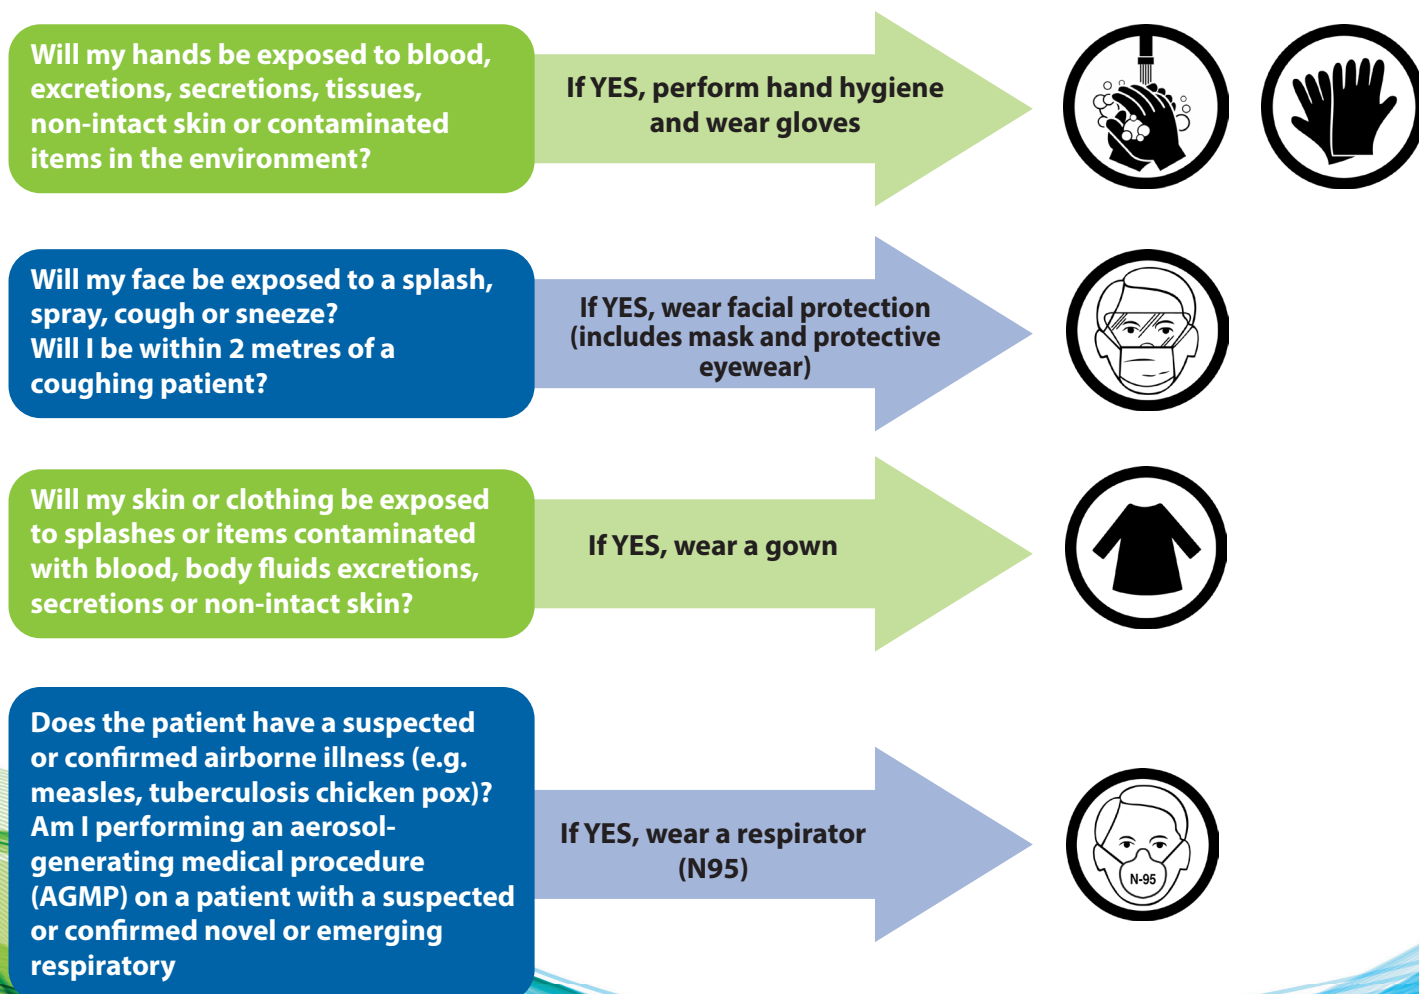 Will my hands be exposed to blood,
excretions, secretions, tissues,
non-intact skin or contaminated
items in the environment?
If YES, perform hand hygiene
and wear gloves
Will my face be exposed to a splash,
spray, cough or sneeze?
Will I be within 2 metres of a
coughing patient?
If YES, wear facial protection
(includes mask and protective
eyewear)
Will my skin or clothing be exposed
to splashes or items contaminated
with blood, body fluids excretions,
secretions or non-intact skin?
If YES, wear a gown
Does the patient have a suspected
or confirmed airborne illness (e.g.
measles, tuberculosis chicken pox)?
Am I performing an aerosol-
generating medical procedure
(AGMP) on a patient with a suspected
or confirmed novel or emerging
respiratory
If YES, wear a respirator
(N95)
N-95